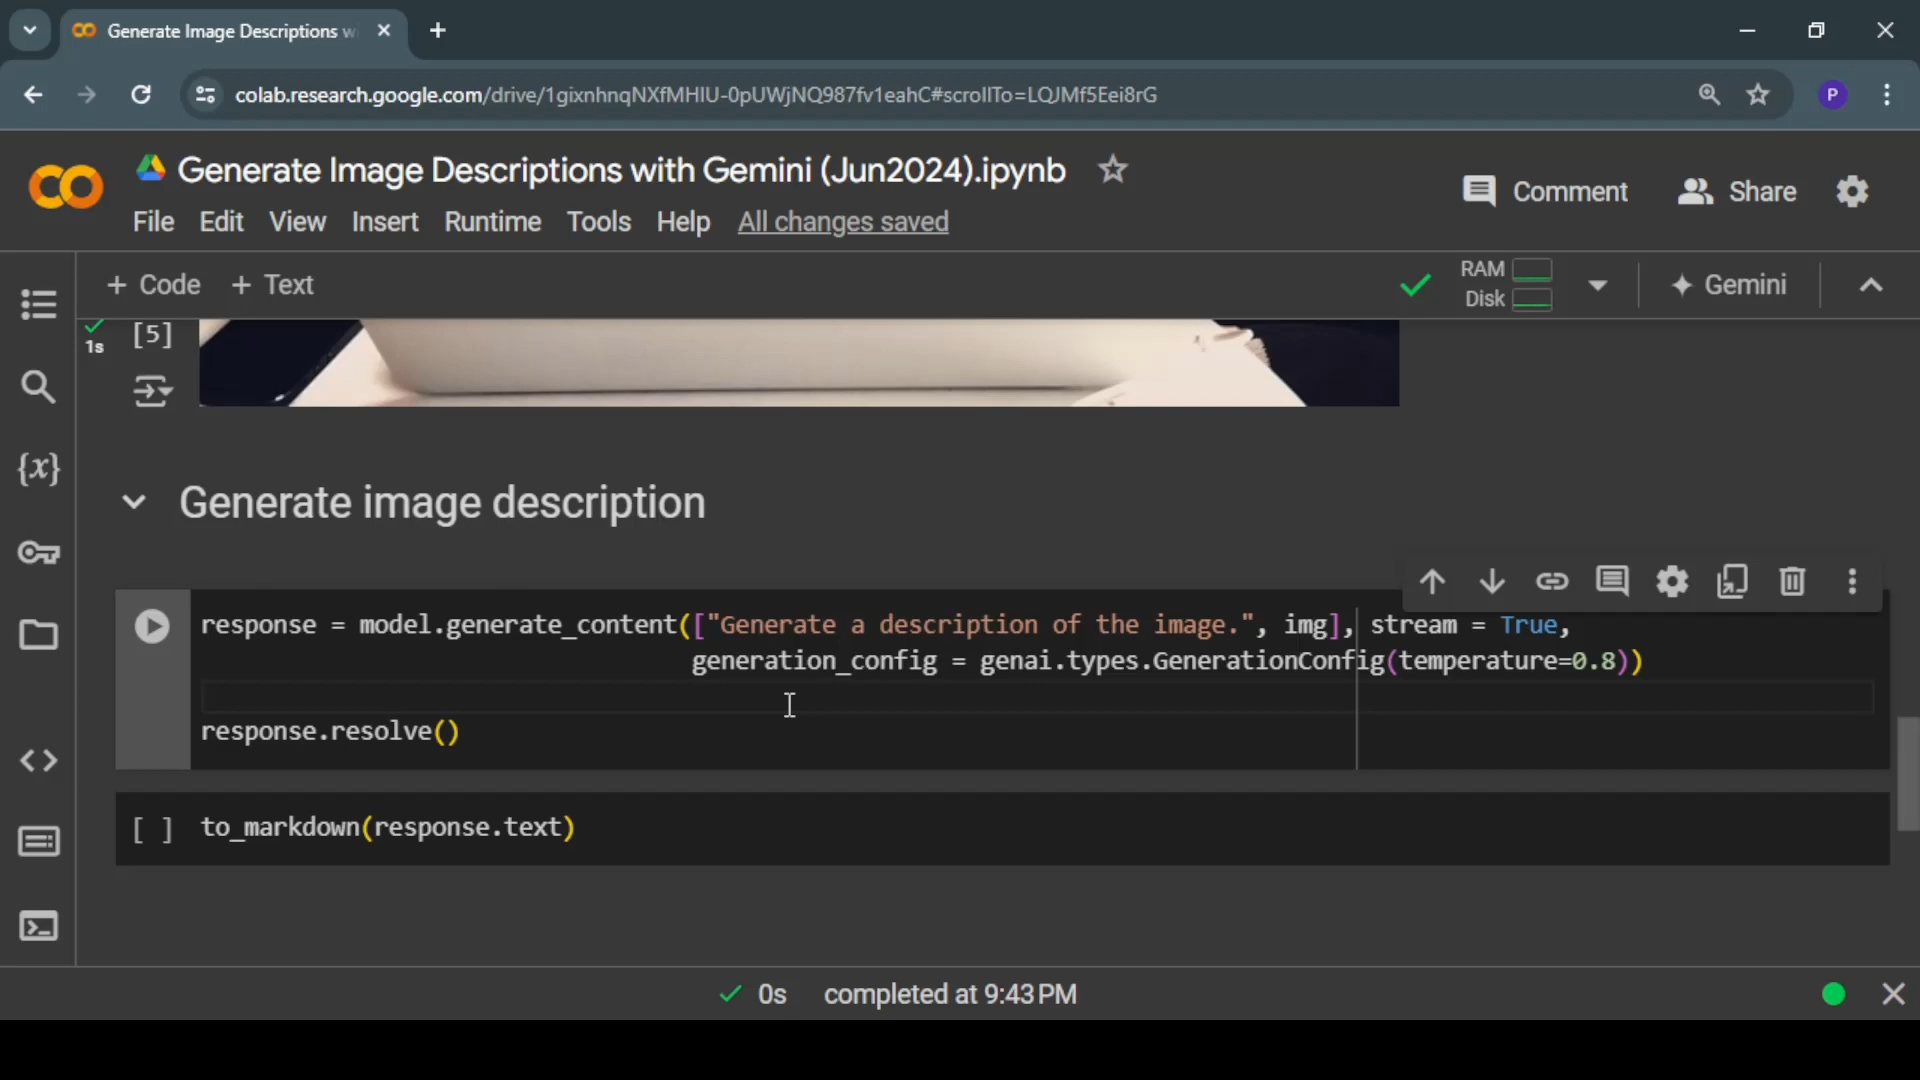 Generate Image Descriptions w
colab.research.google.com/drive/1gixnhnqNXfMHIU-0pUWjNQ987fv1eahC#scrollTo=LQJMf5Eei8rG
P
Generate Image Descriptions with Gemini (Jun2024).ipynb
Comment
Share
File Edit View Insert Runtime Tools Help All changes saved
+ Code + Text
RAM
Disk
Gemini
1s
[5]
{x}
Generate image description
response = model.generate_content(["Generate a description of the image.", img], stream = True,
generation_config = genai.types.GenerationConfig(temperature=0.8))
response.resolve()
[ ] to_markdown(response.text)
0s completed at 9:43 PM